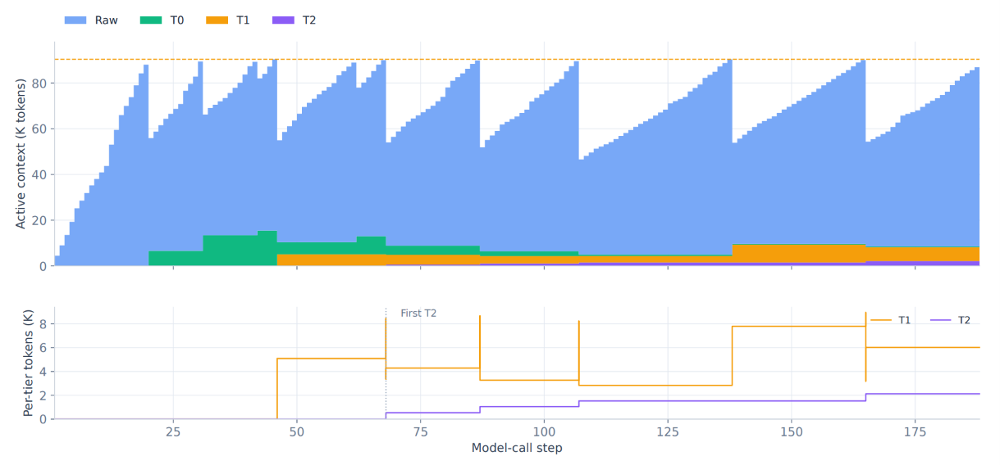 Raw T0 T1 T2
Active context (K tokens)
80
60
40
20
0
Per-tier tokens (K)
First T2
T1 T2
8
6
4
2
0
25 50 75 100 125 150 175
Model-call step